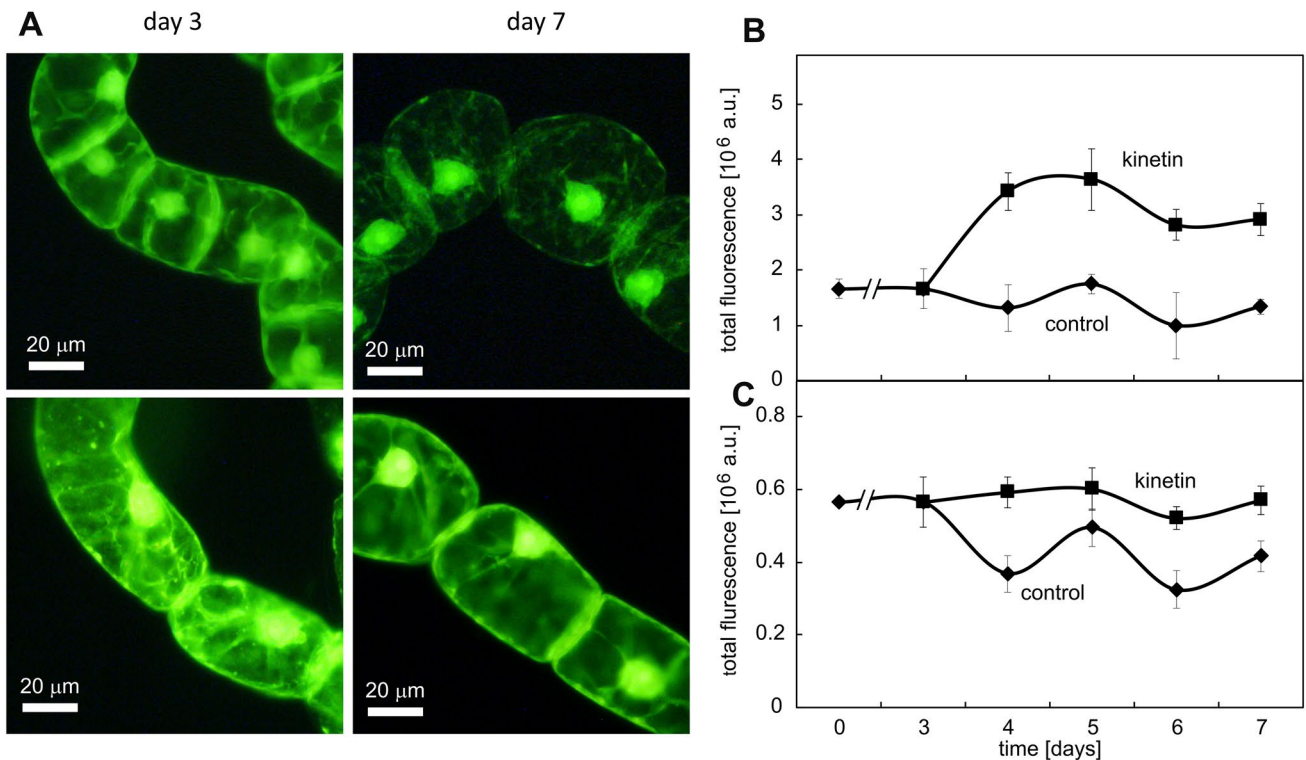 A
day 3
day 7
20 μm
20 μm
20 μm
20 μm
B
total fluorescence [10⁶ a.u.]
5
4
3
2
1
0
kinetin
control
C
total flurescence [10⁶ a.u.]
0.8
0.6
0.4
0.2
0
kinetin
control
0 3 4 5 6 7
time [days]